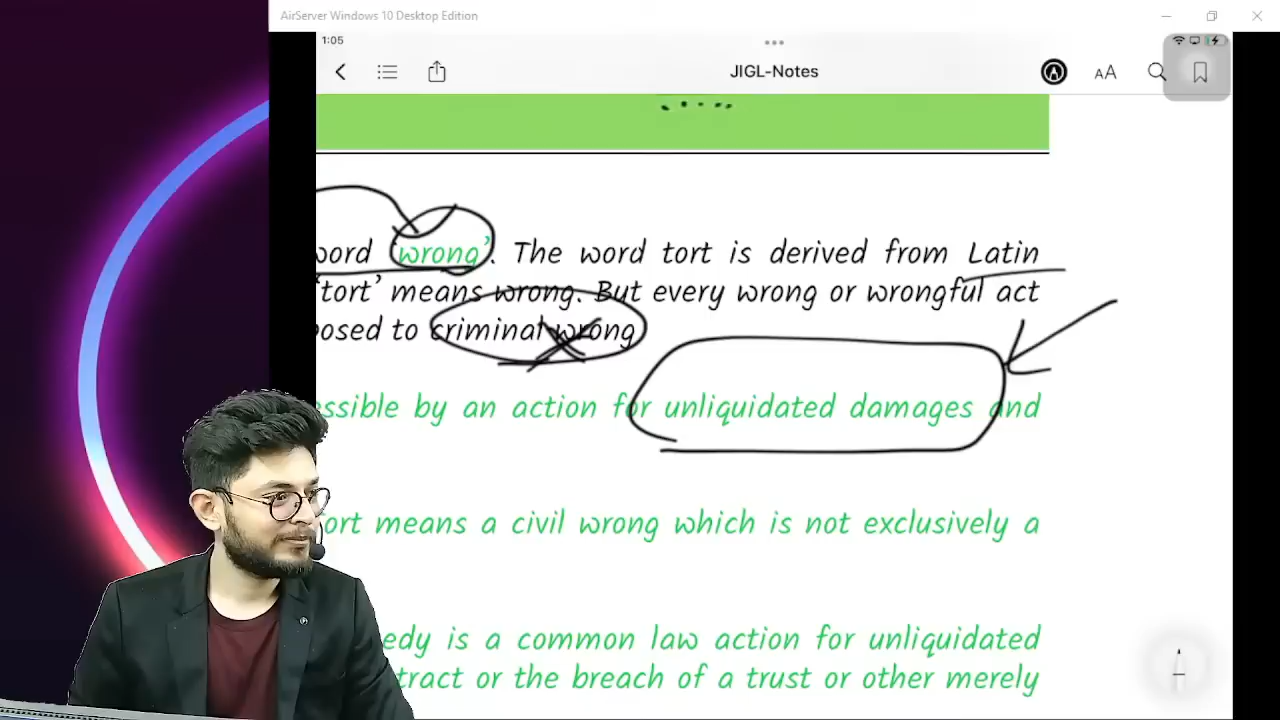 AirServer Windows 10 Desktop Edition
1:05
JIGL-Notes
AA
word 'wrong'. The word tort is derived from Latin
'tort' means wrong. But every wrong or wrongful act
posed to criminal wrong
essible by an action for unliquidated damages and
tort means a civil wrong which is not exclusively a
edy is a common law action for unliquidated
tract or the breach of a trust or other merely